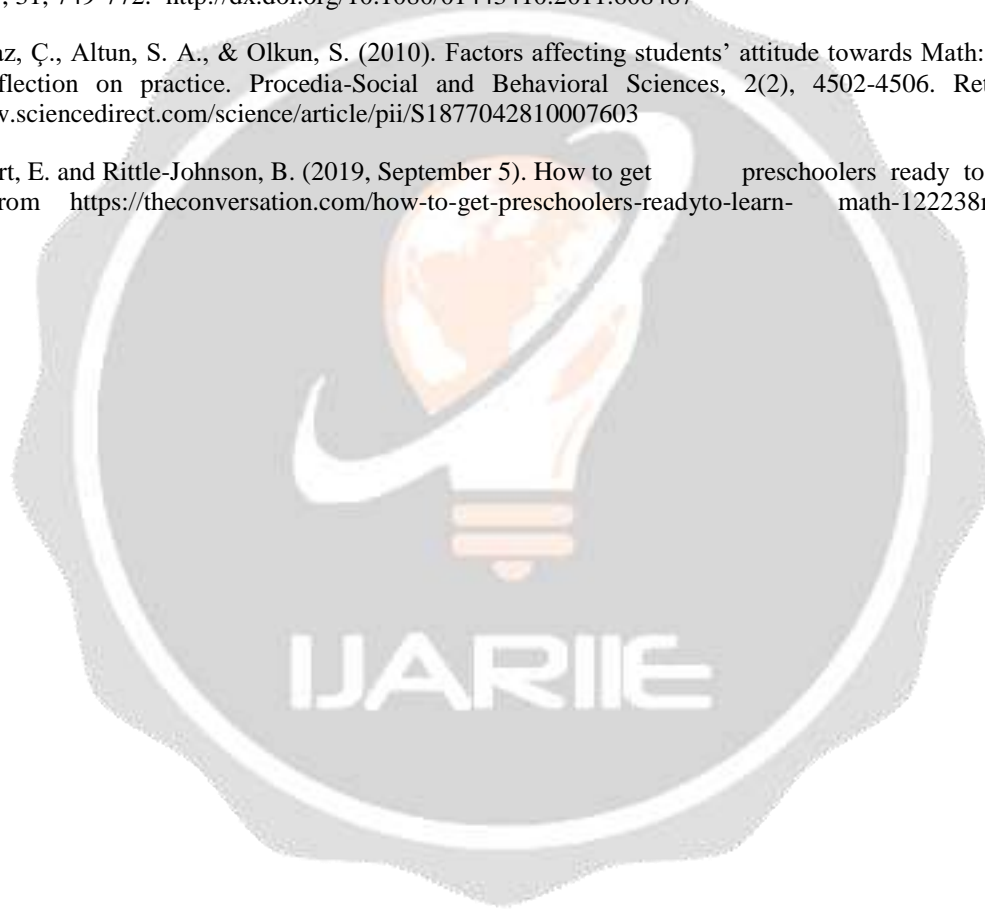 , 31, 749-772. http://dx.doi.org/10.1080/01443410.2011.608487
az, Ç., Altun, S. A., & Olkun, S. (2010). Factors affecting students’ attitude towards Math:
flection on practice. Procedia-Social and Behavioral Sciences, 2(2), 4502-4506. Ret
w.sciencedirect.com/science/article/pii/S1877042810007603
rt, E. and Rittle-Johnson, B. (2019, September 5). How to get preschoolers ready to
rom https://theconversation.com/how-to-get-preschoolers-readyto-learn- math-122238r
IJARIIE